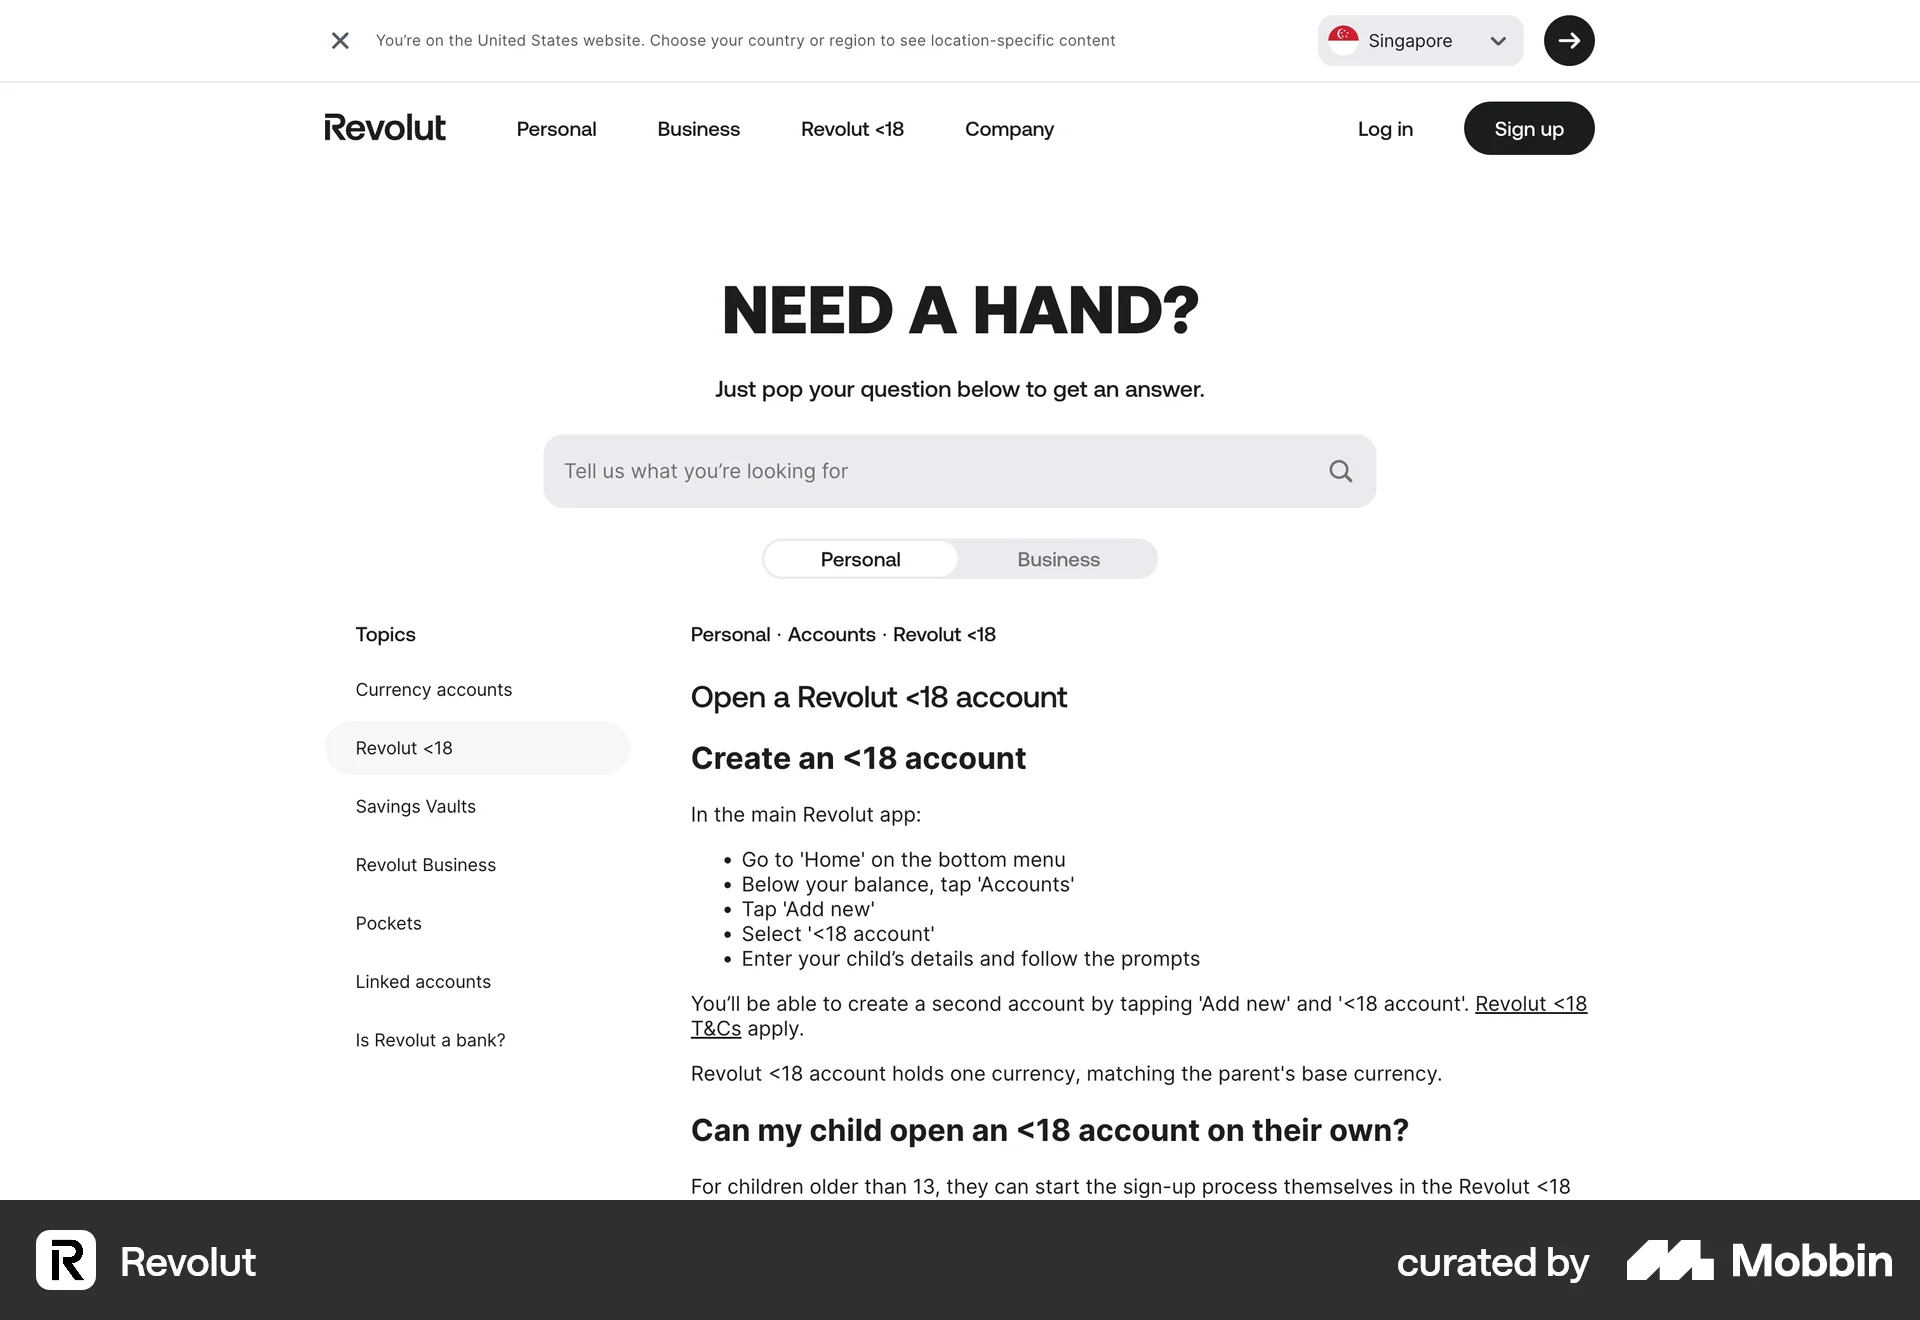 You're on the United States website. Choose your country or region to see location-specific content
Singapore
Revolut
Personal
Business
Revolut <18
Company
Log in
Sign up
NEED A HAND?
Just pop your question below to get an answer.
Tell us what you're looking for
Personal
Business
Topics
Currency accounts
Revolut <18
Savings Vaults
Revolut Business
Pockets
Linked accounts
Is Revolut a bank?
Personal · Accounts · Revolut <18
Open a Revolut <18 account
Create an <18 account
In the main Revolut app:
• Go to 'Home' on the bottom menu
• Below your balance, tap 'Accounts'
• Tap 'Add new'
• Select '<18 account'
• Enter your child’s details and follow the prompts
You’ll be able to create a second account by tapping 'Add new' and '<18 account'. Revolut <18
T&Cs apply.
Revolut <18 account holds one currency, matching the parent's base currency.
Can my child open an <18 account on their own?
For children older than 13, they can start the sign-up process themselves in the Revolut <18
R Revolut
curated by Mobbin